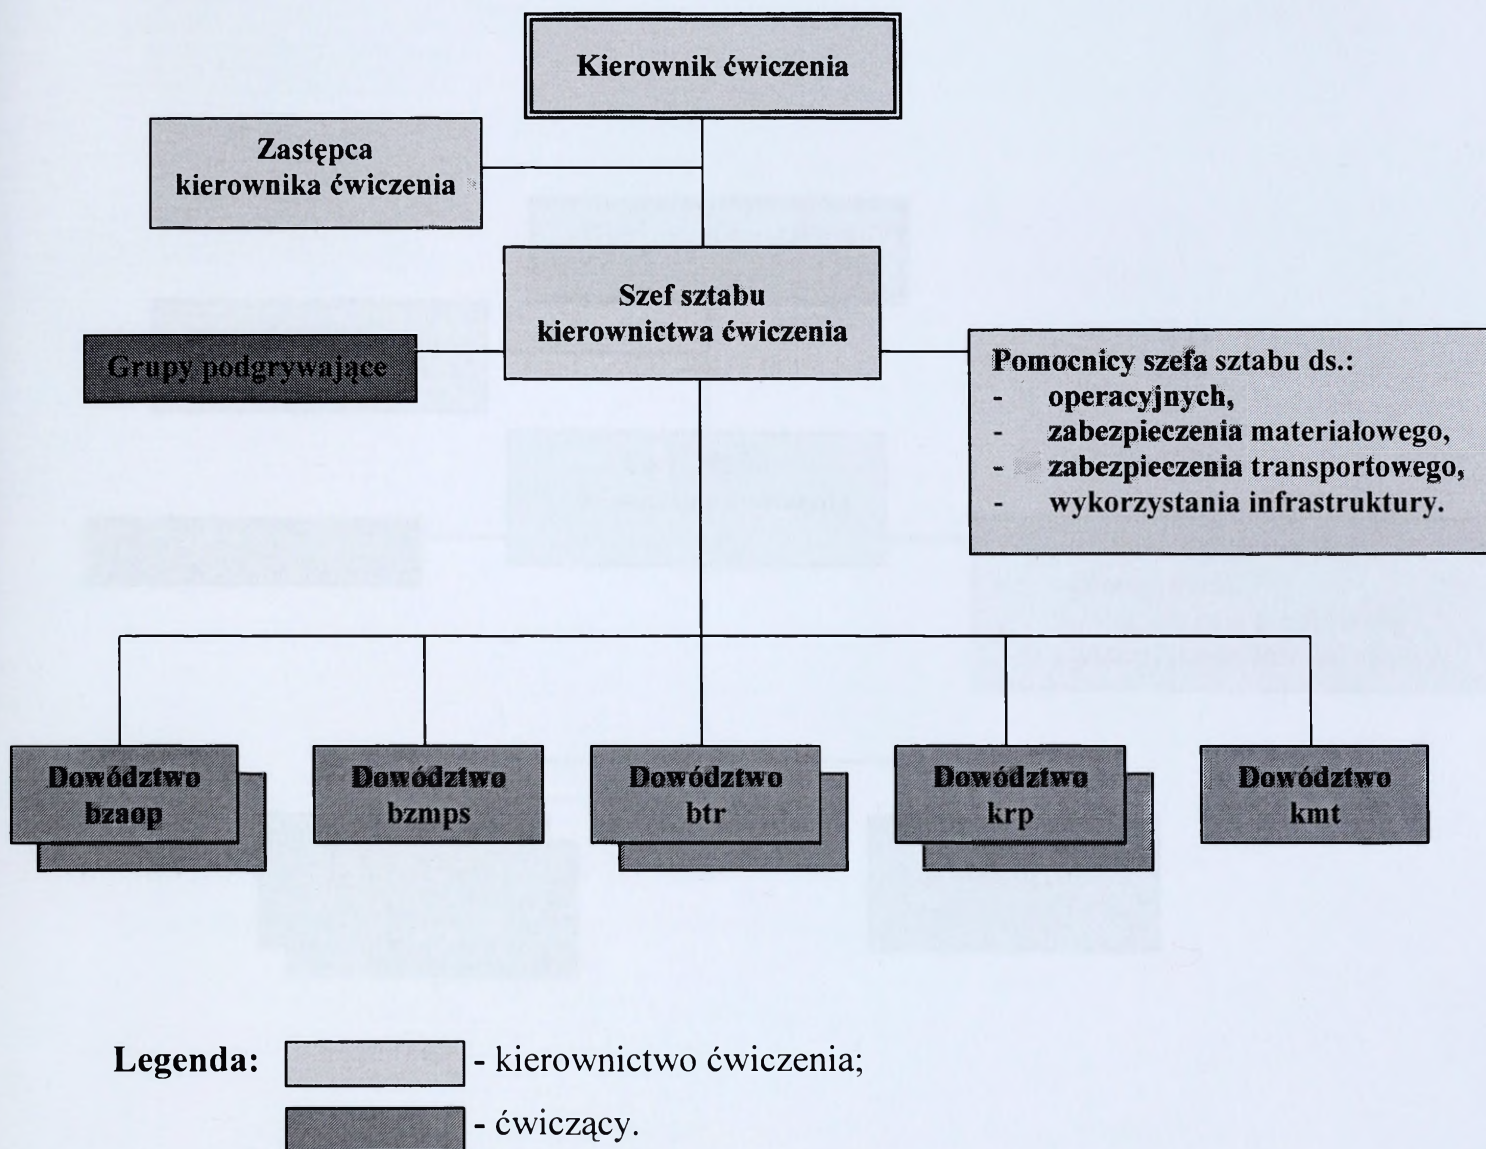 Kierownik ćwiczenia
Zastępca
kierownika ćwiczenia
Szef sztabu
kierownictwa ćwiczenia
Grupy podgrywające
Pomocnicy szefa sztabu ds.:
- operacyjnych,
- zabezpieczenia materiałowego,
- zabezpieczenia transportowego,
- wykorzystania infrastruktury.
Dowództwo
bzaop
Dowództwo
bzmps
Dowództwo
btr
Dowództwo
krp
Dowództwo
kmt
Legenda:
- kierownictwo ćwiczenia;
- ćwiczący.